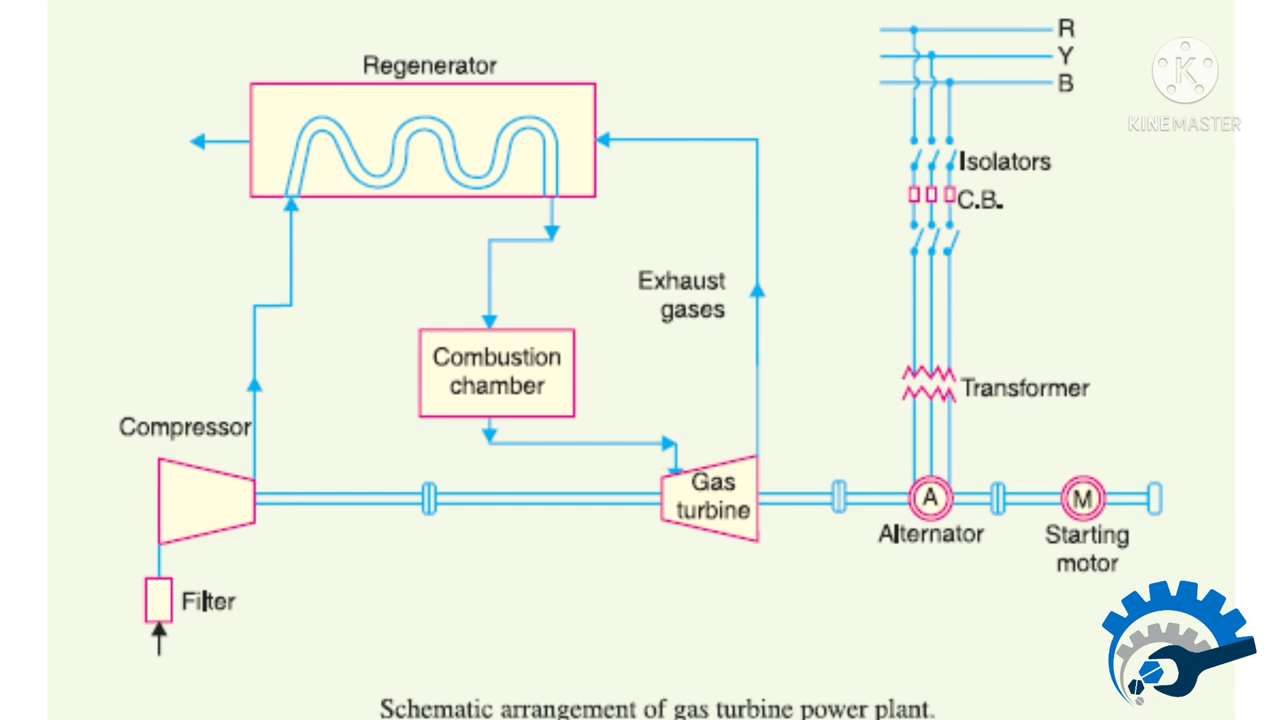 R
Y
B
K
KINEMASTER
Regenerator
Isolators
C.B.
Exhaust
gases
Combustion
chamber
Transformer
Compressor
Gas
turbine
A
M
Alternator
Starting
motor
Filter
Schematic arrangement of gas turbine power plant.